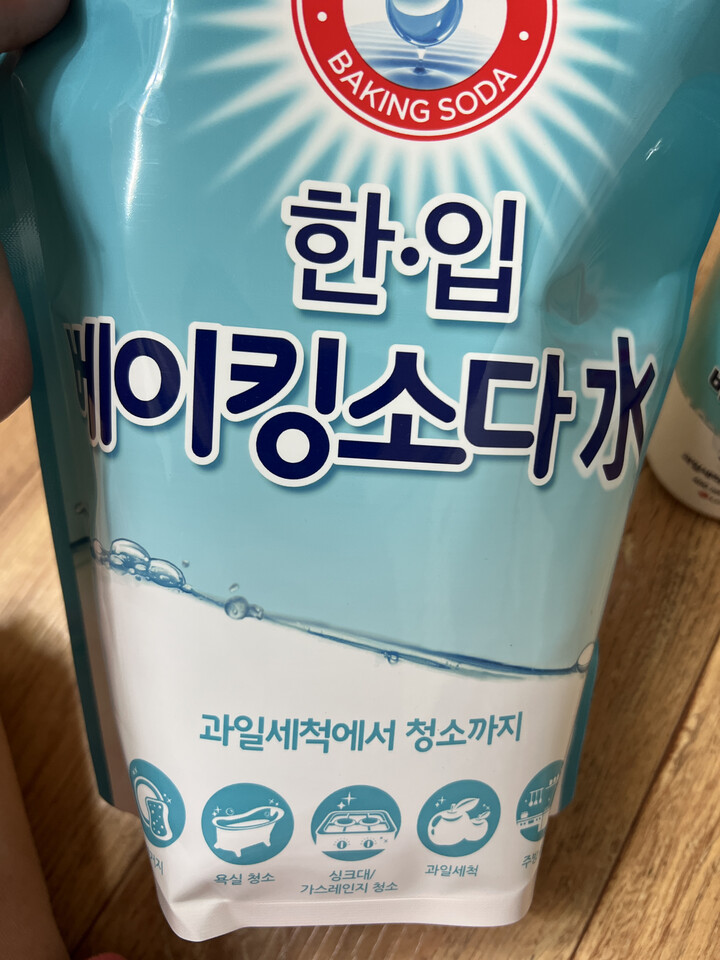 BAKING SODA
한·입
베이킹소다 水
과일세척에서 청소까지
욕실 청소
싱크대/
가스레인지 청소
과일세척